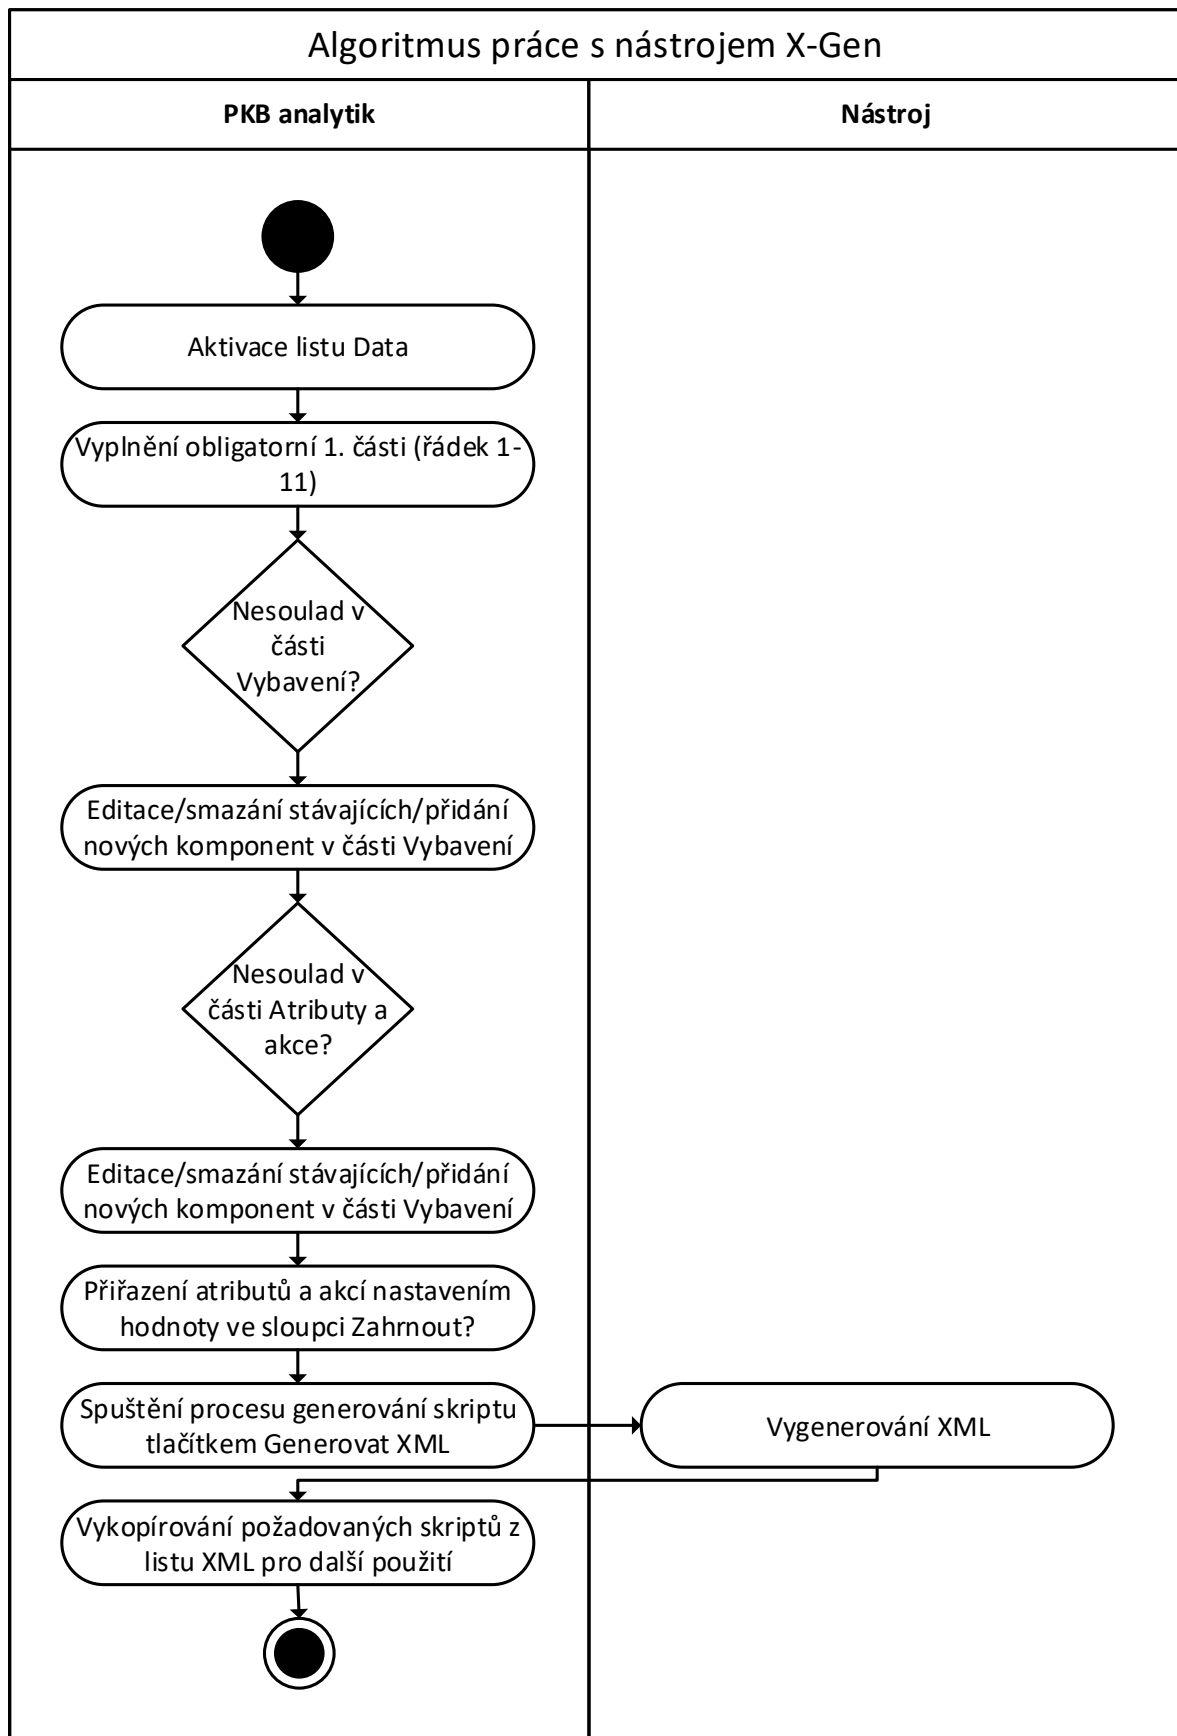 Algoritmus práce s nástrojem X-Gen
PKB analytik
Nástroj
Aktivace listu Data
Vyplnění obligatorní 1. části (řádek 1-
11)
Nesoulad v
části
Vybavení?
Editace/smazání stávajících/přidání
nových komponent v části Vybavení
Nesoulad v
části Atributy a
akce?
Editace/smazání stávajících/přidání
nových komponent v části Vybavení
Přiřazení atributů a akcí nastavením
hodnoty ve sloupci Zahrnout?
Spuštění procesu generování skriptu
tlačítkem Generovat XML
Vygenerování XML
Vykopírování požadovaných skriptů z
listu XML pro další použití